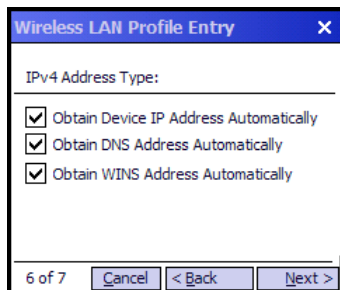 Wireless LAN Profile Entry X
IPv4 Address Type:
Obtain Device IP Address Automatically
Obtain DNS Address Automatically
Obtain WINS Address Automatically
6 of 7 Cancel < Back Next >